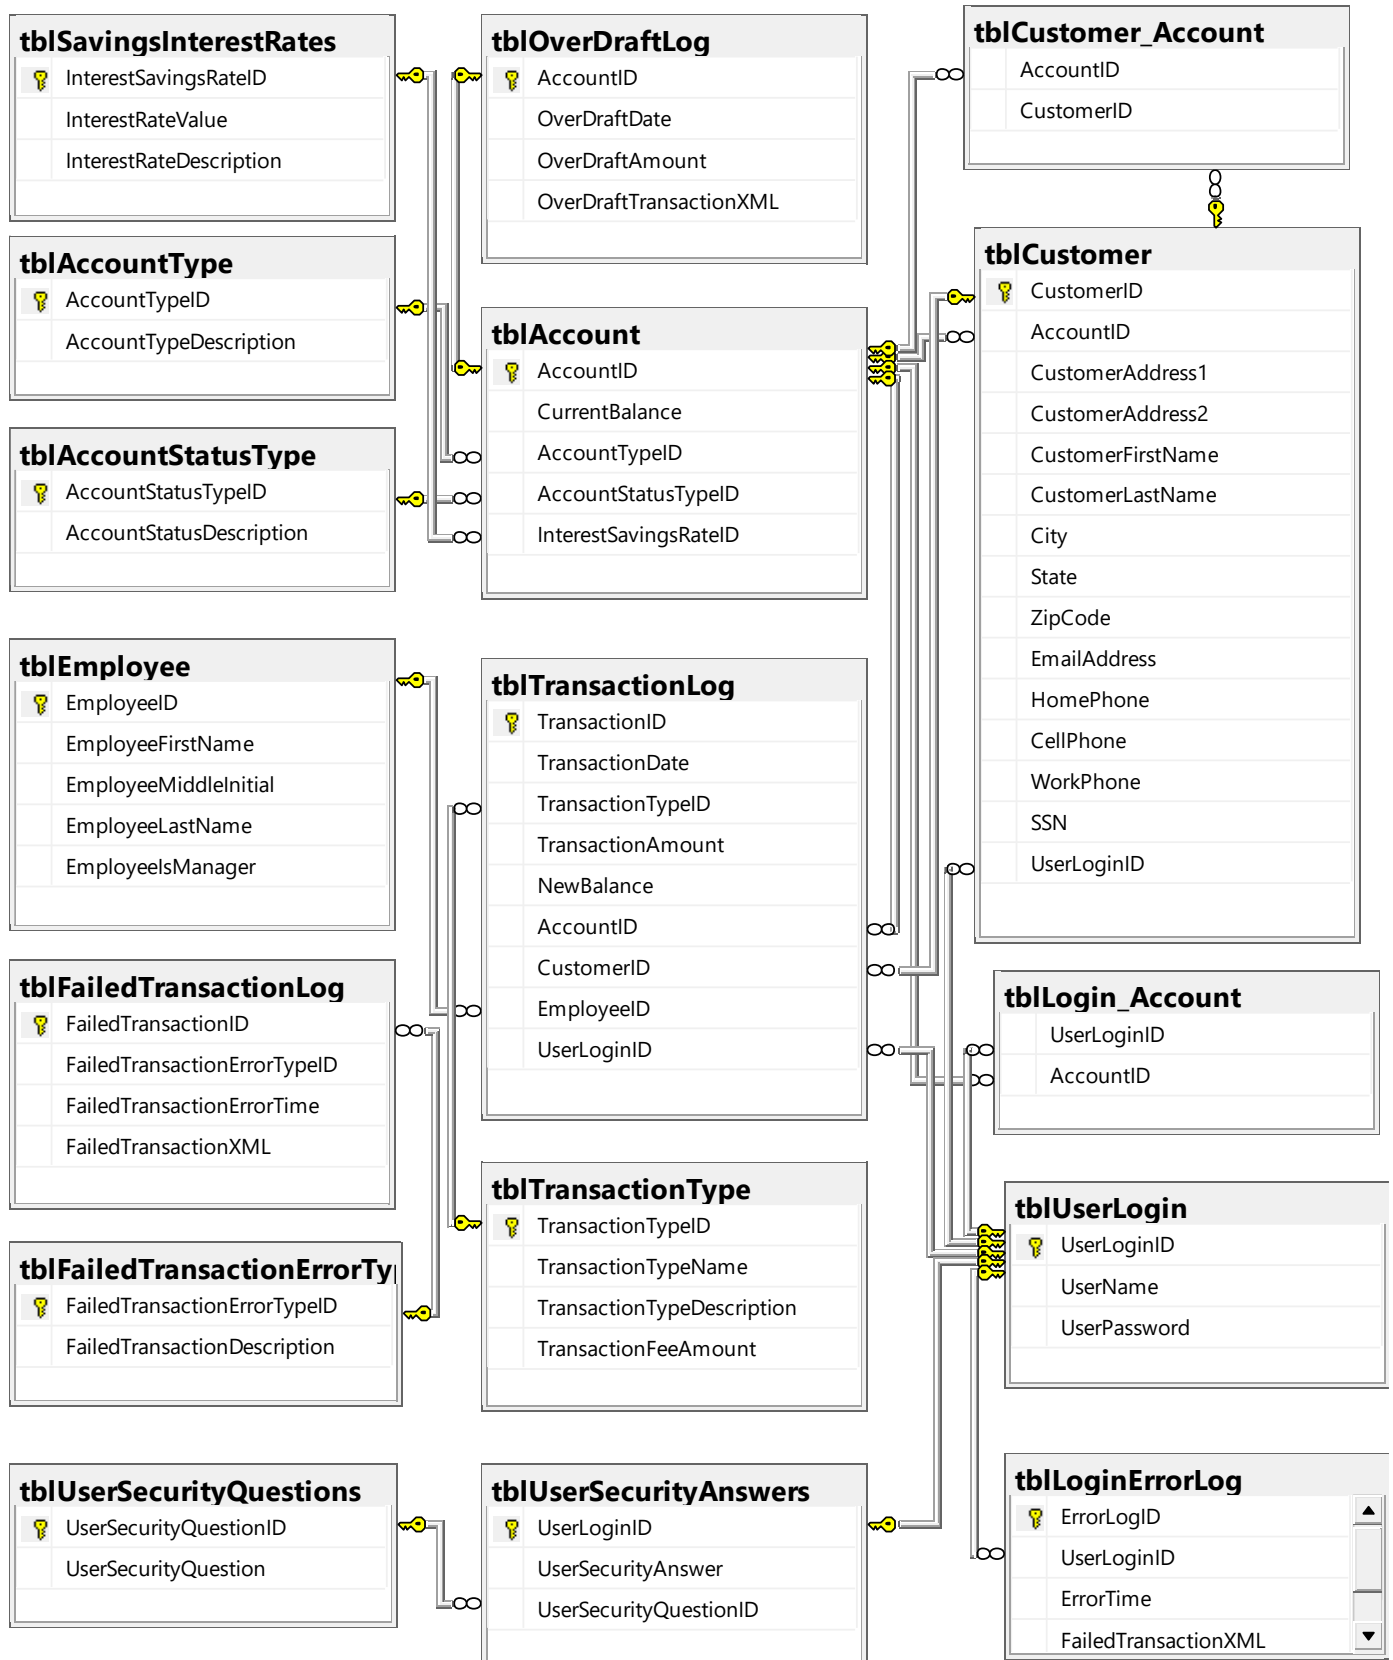 tblSavingsInterestRates
InterestSavingsRateID
InterestRateValue
InterestRateDescription
tblAccountType
AccountTypeID
AccountTypeDescription
tblAccountStatusType
AccountStatusTypeID
AccountStatusDescription
tblEmployee
EmployeeID
EmployeeFirstName
EmployeeMiddleInitial
EmployeeLastName
EmployeeIsManager
tblFailedTransactionLog
FailedTransactionID
FailedTransactionErrorTypeID
FailedTransactionErrorTime
FailedTransactionXML
tblFailedTransactionErrorTy
FailedTransactionErrorTypeID
FailedTransactionDescription
tblUserSecurityQuestions
UserSecurityQuestionID
UserSecurityQuestion
tblOverDraftLog
AccountID
OverDraftDate
OverDraftAmount
OverDraftTransactionXML
tblAccount
AccountID
CurrentBalance
AccountTypeID
AccountStatusTypeID
InterestSavingsRateID
tblTransactionLog
TransactionID
TransactionDate
TransactionTypeID
TransactionAmount
NewBalance
AccountID
CustomerID
EmployeeID
UserLoginID
tblTransactionType
TransactionTypeID
TransactionTypeName
TransactionTypeDescription
TransactionFeeAmount
tblUserSecurityAnswers
UserLoginID
UserSecurityAnswer
UserSecurityQuestionID
tblCustomer_Account
AccountID
CustomerID
tblCustomer
CustomerID
AccountID
CustomerAddress1
CustomerAddress2
CustomerFirstName
CustomerLastName
City
State
ZipCode
EmailAddress
HomePhone
CellPhone
WorkPhone
SSN
UserLoginID
tblLogin_Account
UserLoginID
AccountID
tblUserLogin
UserLoginID
UserName
UserPassword
tblLoginErrorLog
ErrorLogID
UserLoginID
ErrorTime
FailedTransactionXML